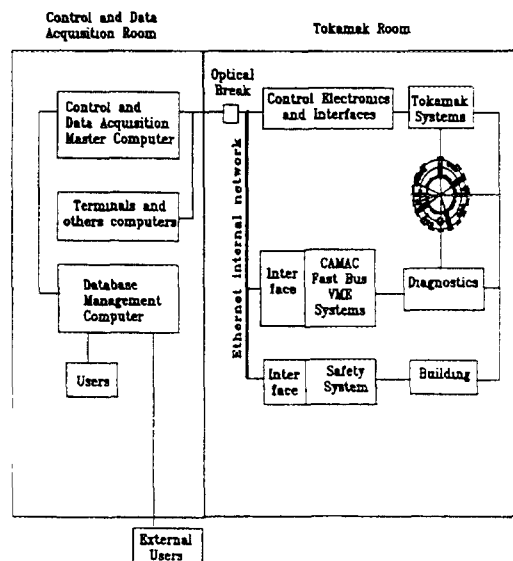 Control and Data
Acquisition Room
Tokamak Room
Optical
Break
Control and
Data Acquisition
Master Computer
Control Electronics
and Interfaces
Tokamak
Systems
Terminals and
others computers
Ethernet internal network
Database
Management
Computer
Inter
face
CAMAC
Fast Bus
VME
Systems
Diagnostics
Users
Inter
face
Safety
System
Building
External
Users